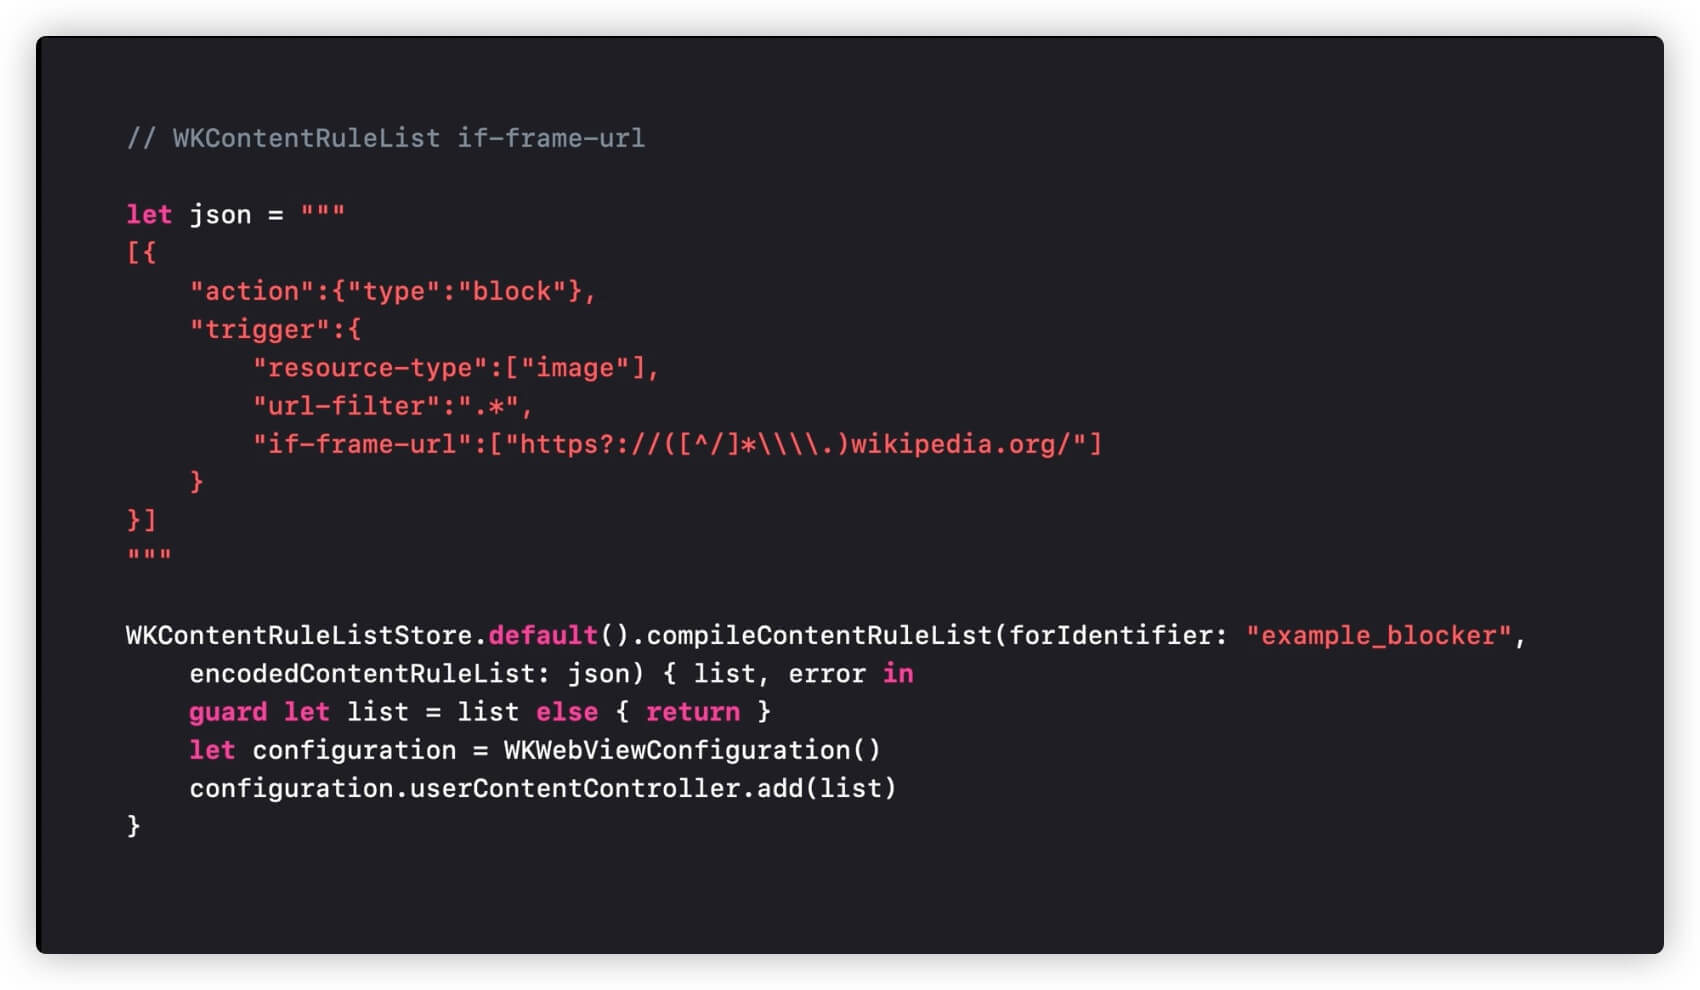 // WKContentRuleList if-frame-url
let json = """
[{
    "action":{"type":"block"},
    "trigger":{
        "resource-type":["image"],
        "url-filter":".*",
        "if-frame-url":["https?://([^/]*\\\\.)wikipedia.org/"]
    }
}]
"""
WKContentRuleListStore.default().compileContentRuleList(forIdentifier: "example_blocker",
    encodedContentRuleList: json) { list, error in
    guard let list = list else { return }
    let configuration = WKWebViewConfiguration()
    configuration.userContentController.add(list)
}